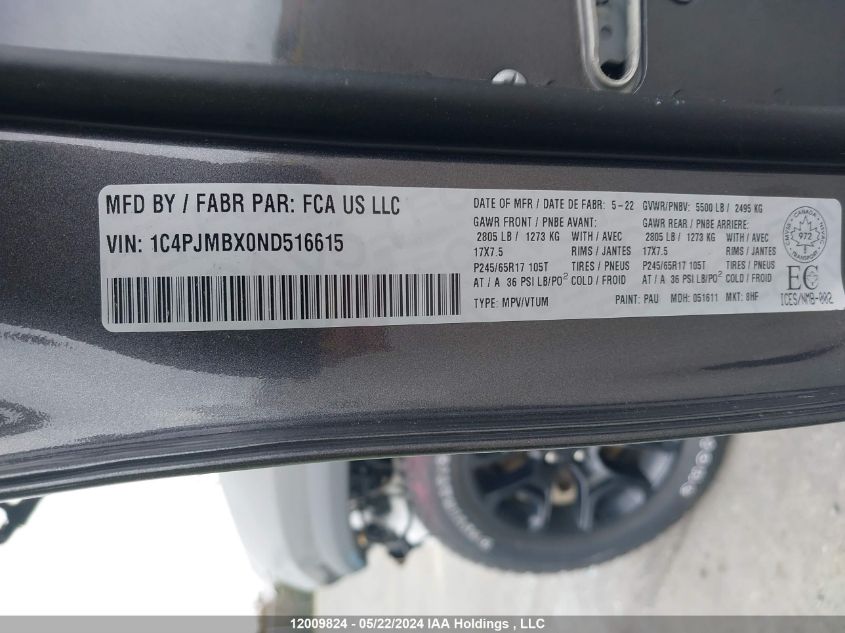 MFD BY / FABR PAR: FCA US LLC
VIN: 1C4PJMBX0ND516615
DATE OF MFR / DATE DE FABR: 5-22 GVWR/PNBV: 5500 LB / 2495 KG
GAWR FRONT / PNBE AVANT: GAWR REAR / PNBE ARRIERE:
2805 LB / 1273 KG WITH / AVEC 2805 LB / 1273 KG WITH / AVEC
17X7.5 RIMS / JANTES 17X7.5 RIMS / JANTES
P245/65R17 105T TIRES / PNEUS P245/65R17 105T TIRES / PNEUS
AT / A 36 PSI LB/PO² COLD / FROID AT / A 36 PSI LB/PO² COLD / FROID
TYPE: MPV/VTUM PAINT: PAU MDH: 051611 MKT: 8HF
CANADA
972
TRANSPORT
EC
ICES/NMB-002
12009824 - 05/22/2024 IAA Holdings , LLC